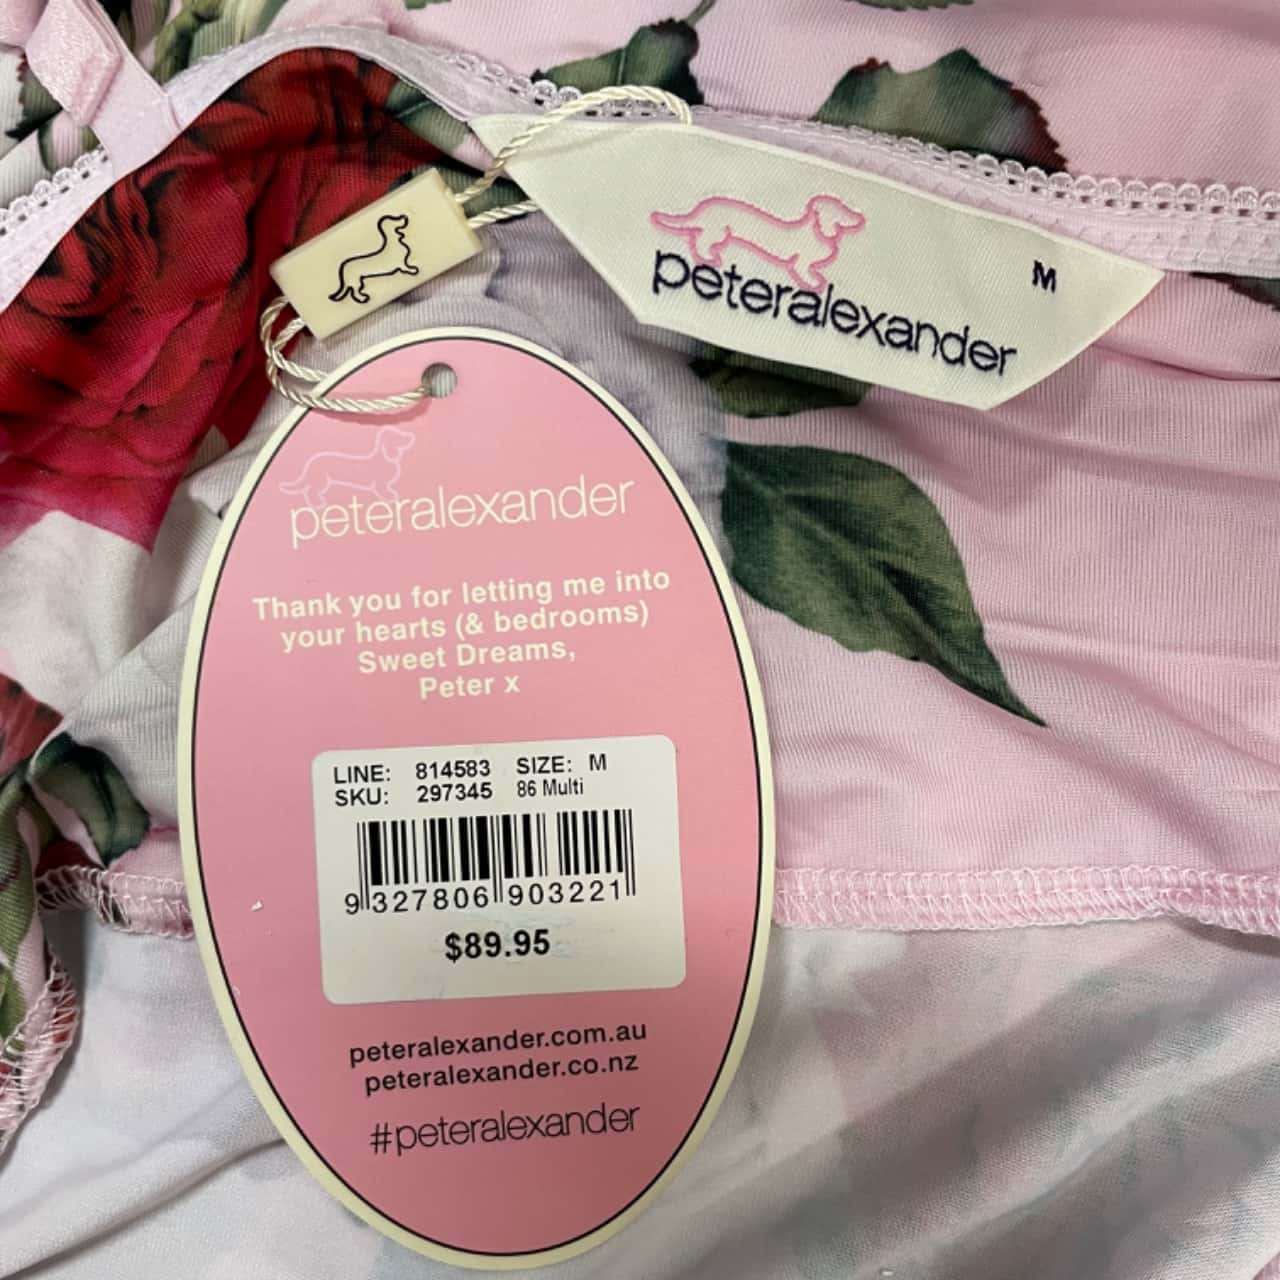 peteralexander
M
peteralexander
Thank you for letting me into
your hearts (& bedrooms)
Sweet Dreams,
Peter x
LINE: 814583 SIZE: M
SKU: 297345 86 Multi
9 327806 903221
$89.95
peteralexander.com.au
peteralexander.co.nz
#peteralexander